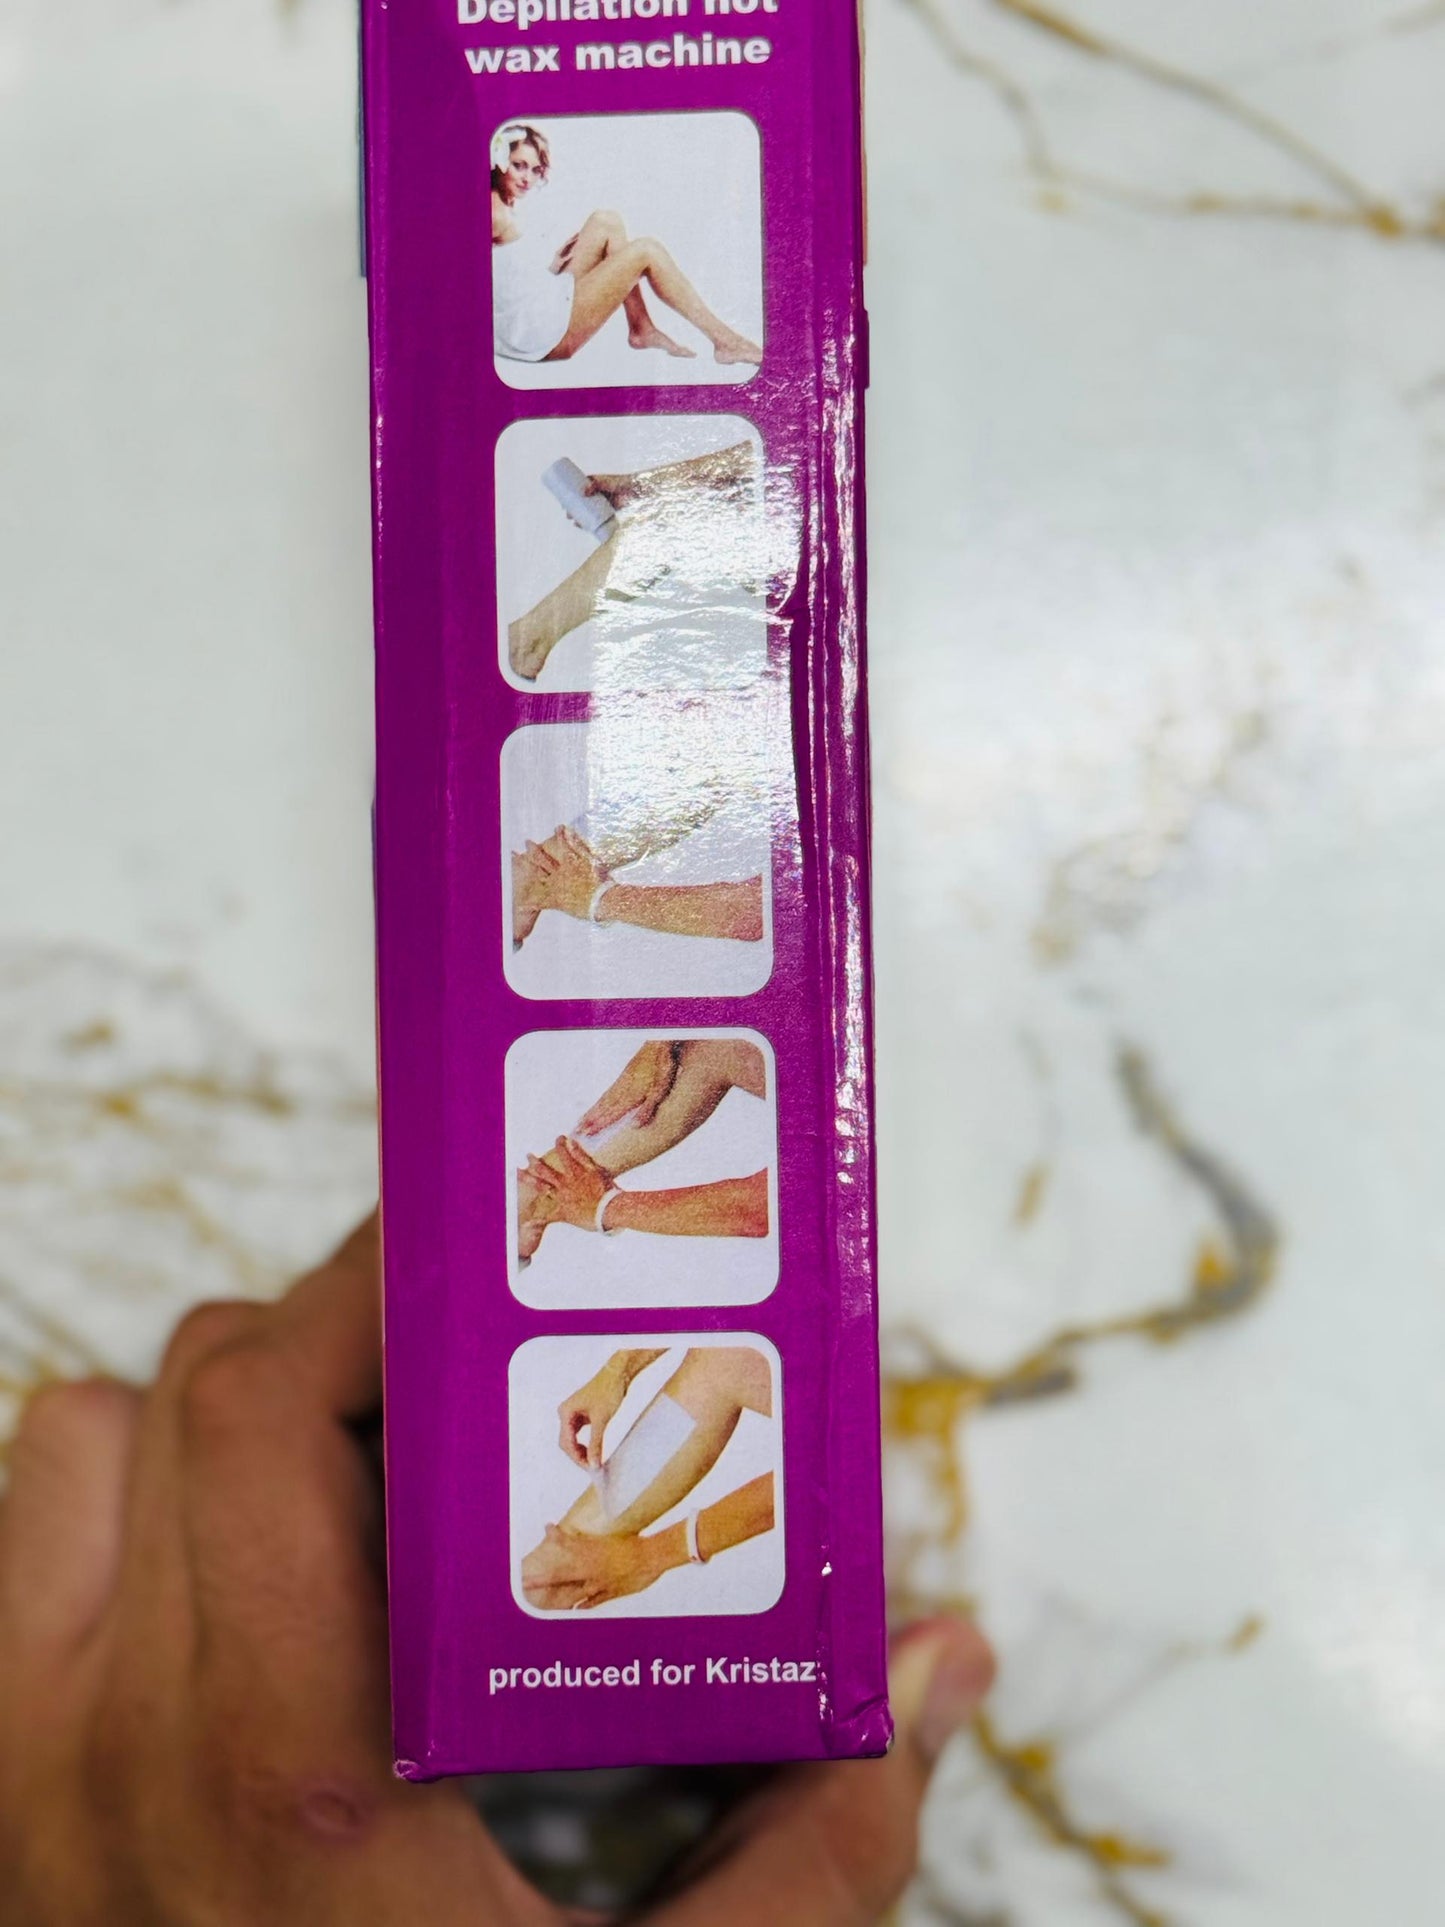 Depilation hot
wax machine
produced for Kristaz